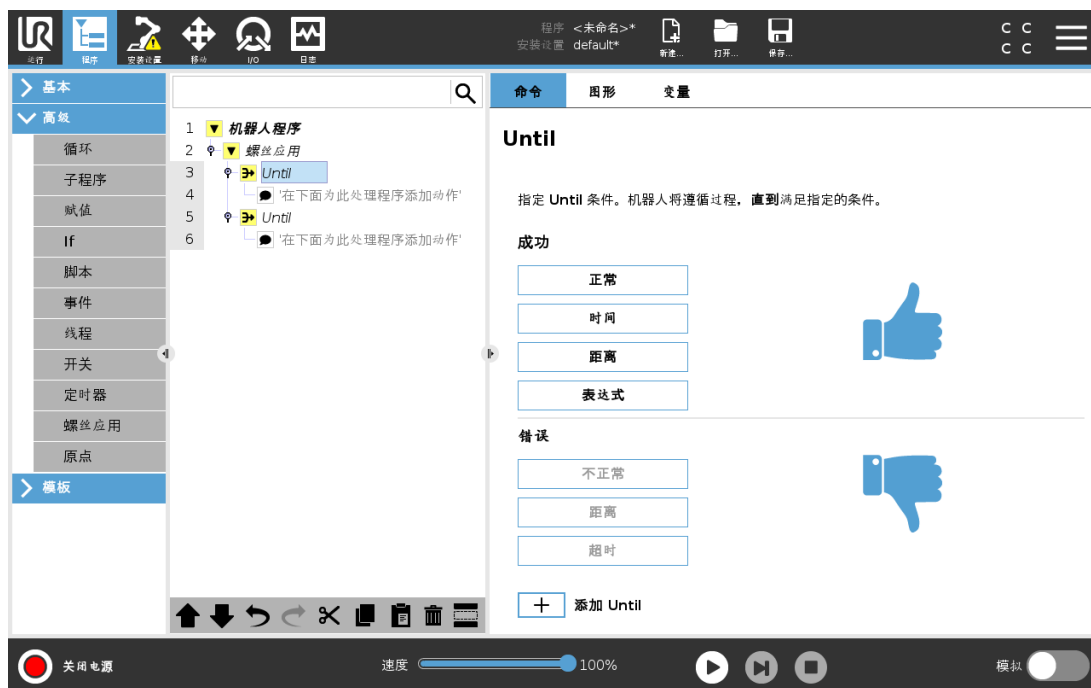 UR
运行
程序
安装设置
移动
I/O
日志
程序 <未命名>*
安装设置 default*
新建...
打开...
保存...
C C
C C
基本
高级
循环
子程序
赋值
If
脚本
事件
线程
开关
定时器
螺丝应用
原点
模板
1 机器人程序
2 螺丝应用
3 Until
4 '在下面为此处理程序添加动作'
5 Until
6 '在下面为此处理程序添加动作'
命令 图形 变量
Until
指定 Until 条件。机器人将遵循过程，直到满足指定的条件。
成功
正常
时间
距离
表达式
错误
不正常
距离
超时
添加 Until
关闭电源
速度 100%
模拟